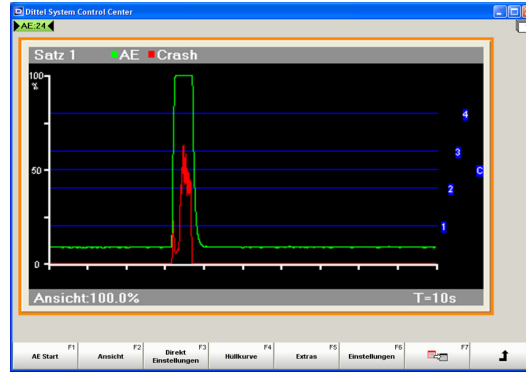 Dittel System Control Center
AE:24
Satz 1 AE Crash
100
%
4
3
50
C
2
1
0
Ansicht:100.0% T=10s
F1 F2 F3 F4 F5 F6 F7
AE Start Ansicht Direkt Einstellungen Hüllkurve Extras Einstellungen